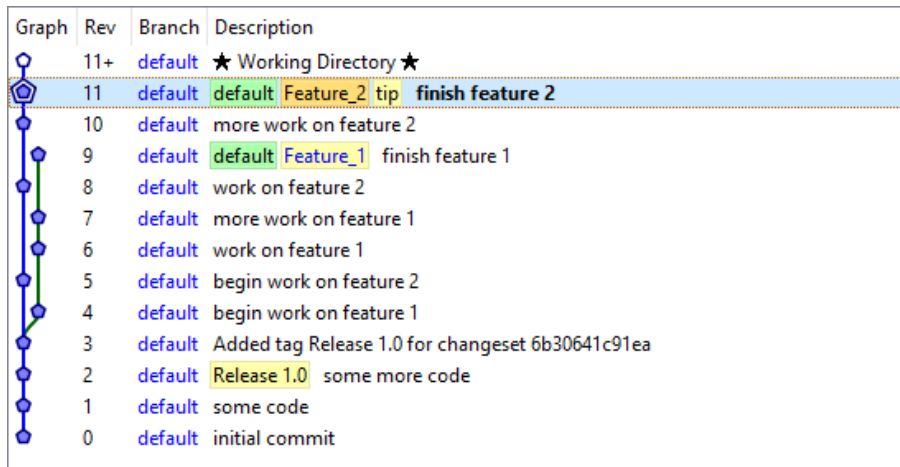 Graph Rev Branch Description
11+ default ★ Working Directory ★
11 default default Feature_2 tip finish feature 2
10 default more work on feature 2
9 default default Feature_1 finish feature 1
8 default work on feature 2
7 default more work on feature 1
6 default work on feature 1
5 default begin work on feature 2
4 default begin work on feature 1
3 default Added tag Release 1.0 for changeset 6b30641c91ea
2 default Release 1.0 some more code
1 default some code
0 default initial commit